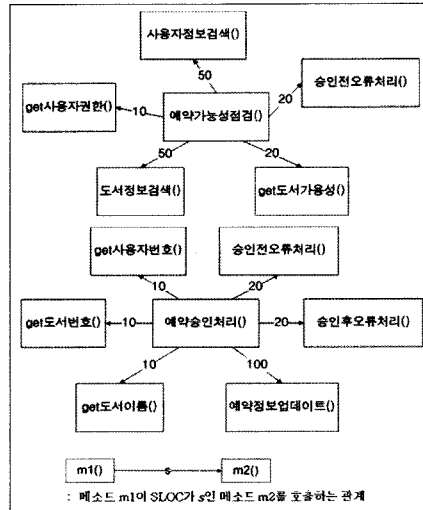 사용자정보검색()
50
승인전오류처리()
get사용자권한()
10
예약가능성점검()
20
50
20
도서정보검색()
get도서가용성()
get사용자번호()
승인전오류처리()
10
20
get도서번호()
10
예약승인처리()
20
승인후오류처리()
10
100
get도서이름()
예약정보업데이트()
m1()
s
m2()
: 메소드 m1이 SLOC가 s인 메소드 m2를 호출하는 관계